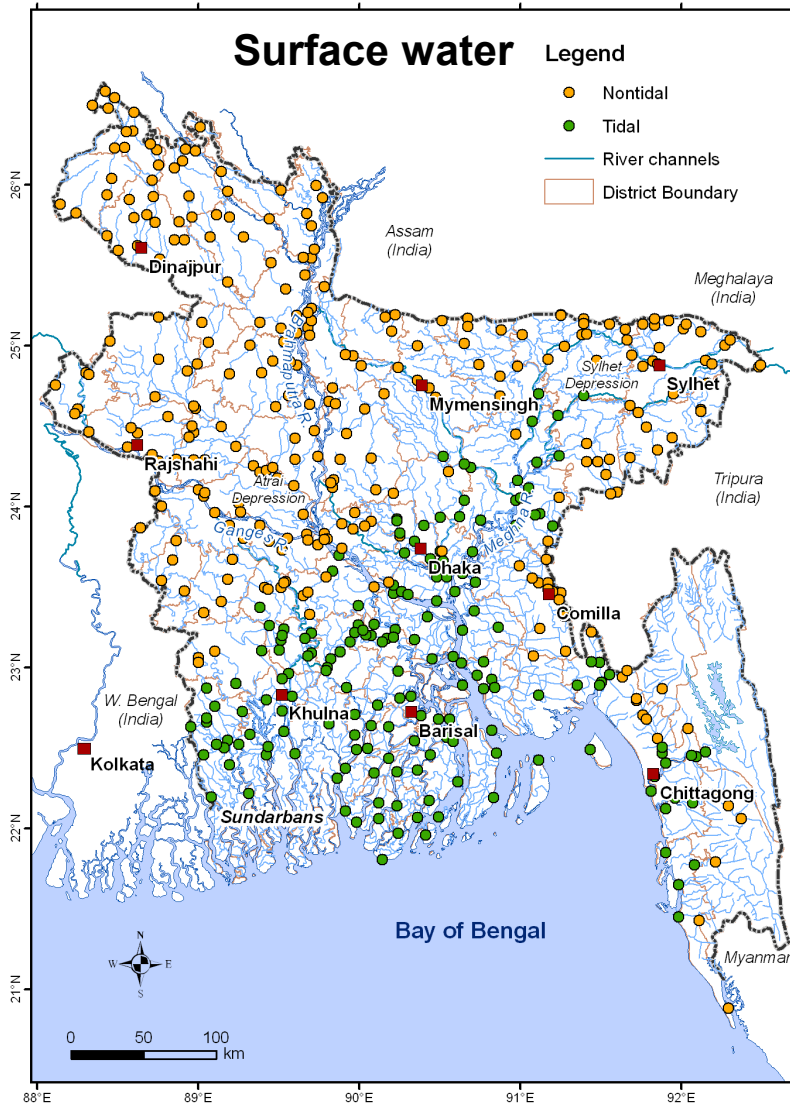 Surface water
Legend
Nontidal
Tidal
River channels
District Boundary
26°N
25°N
24°N
23°N
22°N
21°N
Assam
(India)
Meghalaya
(India)
Dinajpur
Brahmaputra R.
Sylhet
Depression
Sylhet
Mymensingh
Rajshahi
Atrai
Depression
Tripura
(India)
Ganges R.
Meghna R.
Dhaka
Comilla
W. Bengal
(India)
Khulna
Barisal
Kolkata
Chittagong
Sundarbans
Bay of Bengal
Myanmar
N
W
E
S
0
50
100
km
88°E
89°E
90°E
91°E
92°E